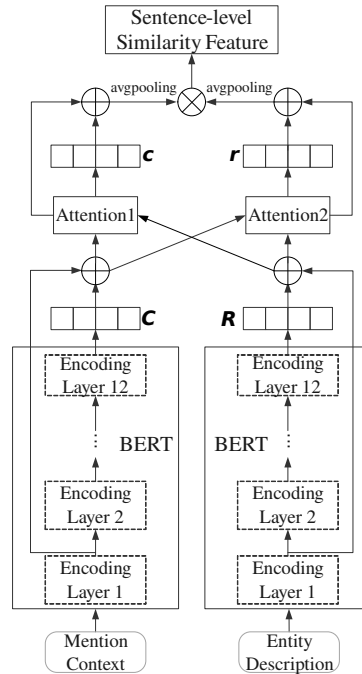 Sentence-level
Similarity Feature
avgpooling
avgpooling
c
r
Attention1
Attention2
C
R
Encoding
Layer 12
Encoding
Layer 12
...
BERT
...
BERT
Encoding
Layer 2
Encoding
Layer 2
Encoding
Layer 1
Encoding
Layer 1
Mention
Context
Entity
Description